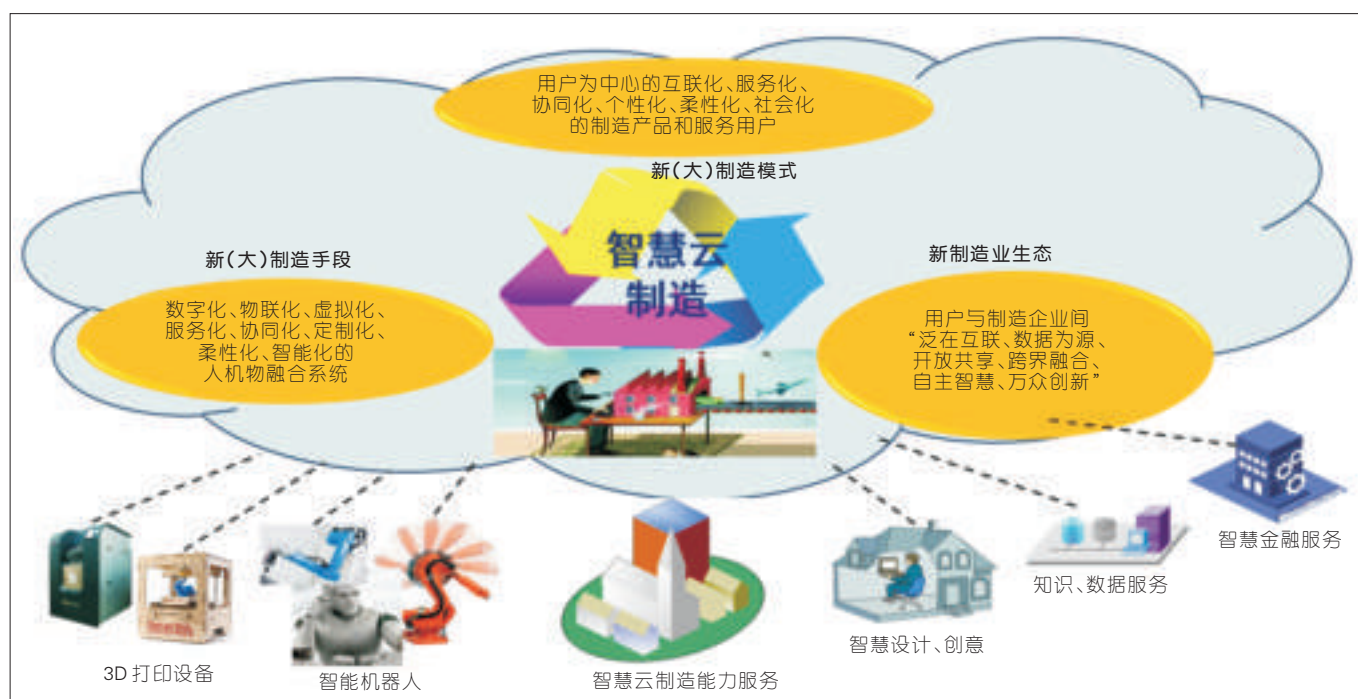 用户为中心的互联化、服务化、
协同化、个性化、柔性化、社会化
的制造产品和服务用户
新(大)制造模式
智慧云
制造
新(大)制造手段
数字化、物联化、虚拟化、
服务化、协同化、定制化、
柔性化、智能化的
人机物融合系统
新制造业生态
用户与制造企业间
“泛在互联、数据为源、
开放共享、跨界融合、
自主智慧、万众创新”
3D打印设备
智能机器人
智慧云制造能力服务
智慧设计、创意
知识、数据服务
智慧金融服务